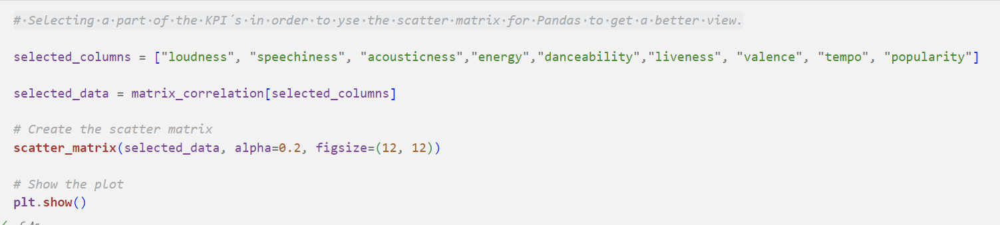 # Selecting a part of the KPI´s in order to yse the scatter matrix for Pandas to get a better view.
selected_columns = ["loudness", "speechiness", "acousticness","energy","danceability","liveness", "valence", "tempo", "popularity"]
selected_data = matrix_correlation[selected_columns]
# Create the scatter matrix
scatter_matrix(selected_data, alpha=0.2, figsize=(12, 12))
# Show the plot
plt.show()